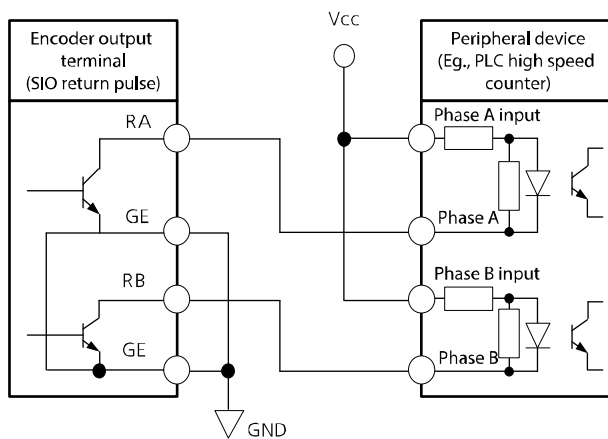 Vcc
Encoder output
terminal
(SIO return pulse)
Peripheral device
(Eg., PLC high speed
counter)
RA
GE
RB
GE
GND
Phase A input
Phase A
Phase B input
Phase B